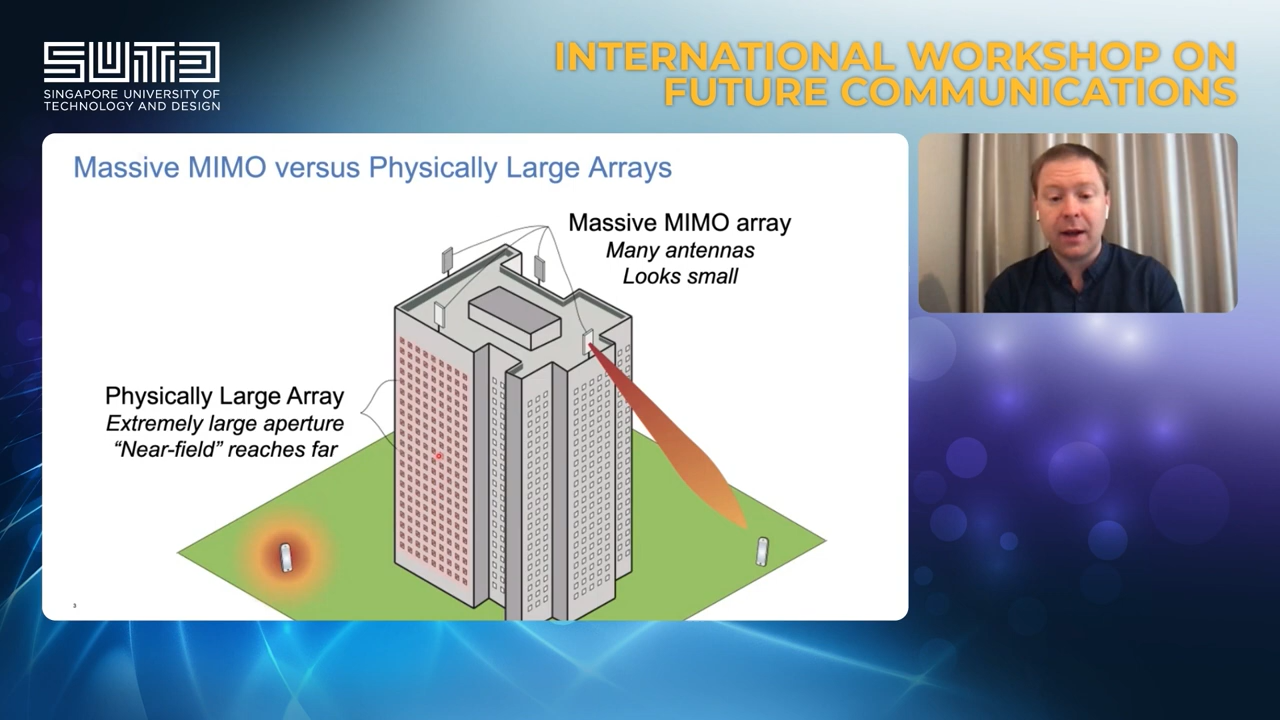 SUTD
SINGAPORE UNIVERSITY OF
TECHNOLOGY AND DESIGN
INTERNATIONAL WORKSHOP ON
FUTURE COMMUNICATIONS
Massive MIMO versus Physically Large Arrays
Massive MIMO array
Many antennas
Looks small
Physically Large Array
Extremely large aperture
“Near-field” reaches far
3